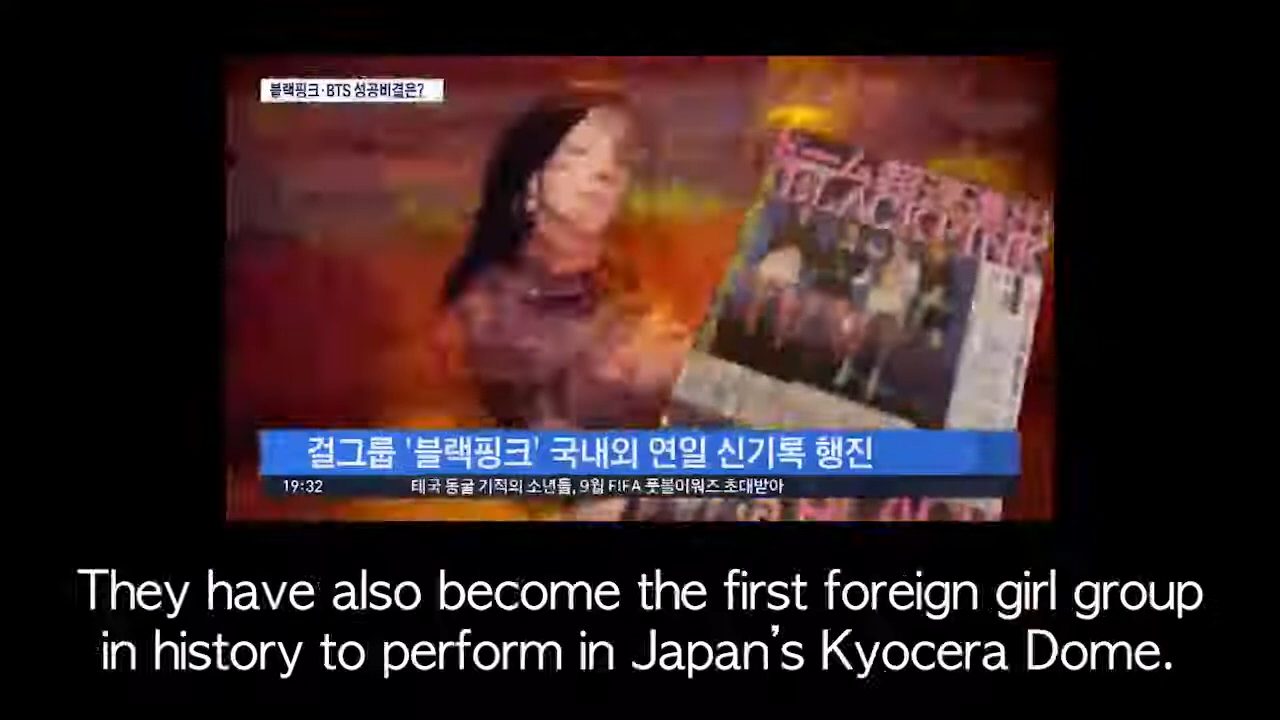 블랙핑크·BTS 성공비결은?
BLACKPINK
걸그룹 '블랙핑크' 국내외 연일 신기록 행진
19:32 태국 동굴 기적의 소년들, 9월 FIFA 풋볼어워즈 초대받아
They have also become the first foreign girl group
in history to perform in Japan's Kyocera Dome.